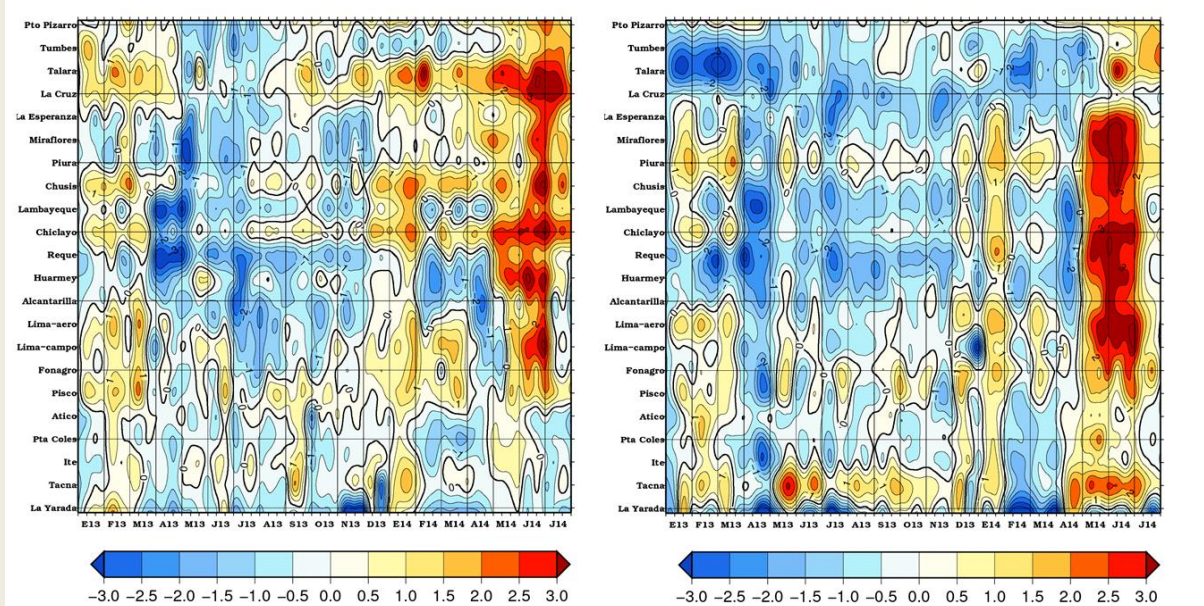 Pto Pizarro
Tumbes
Talara
La Cruz
La Esperanza
Miraflores
Piura
Chusis
Lambayeque
Chiclayo
Reque
Huarmey
Alcantarilla
Lima-aero
Lima-campo
Fonagro
Pisco
Atico
Pta Coles
Ite
Tacna
La Yarada
E13 F13 M13 A13 M13 J13 J13 A13 S13 O13 N13 D13 E14 F14 M14 A14 M14 J14 J14
−3.0 −2.5 −2.0 −1.5 −1.0 −0.5 0.0 0.5 1.0 1.5 2.0 2.5 3.0
Pto Pizarro
Tumbes
Talara
La Cruz
La Esperanza
Miraflores
Piura
Chusis
Lambayeque
Chiclayo
Reque
Huarmey
Alcantarilla
Lima-aero
Lima-campo
Fonagro
Pisco
Atico
Pta Coles
Ite
Tacna
La Yarada
E13 F13 M13 A13 M13 J13 J13 A13 S13 O13 N13 D13 E14 F14 M14 A14 M14 J14 J14
−3.0 −2.5 −2.0 −1.5 −1.0 −0.5 0.0 0.5 1.0 1.5 2.0 2.5 3.0